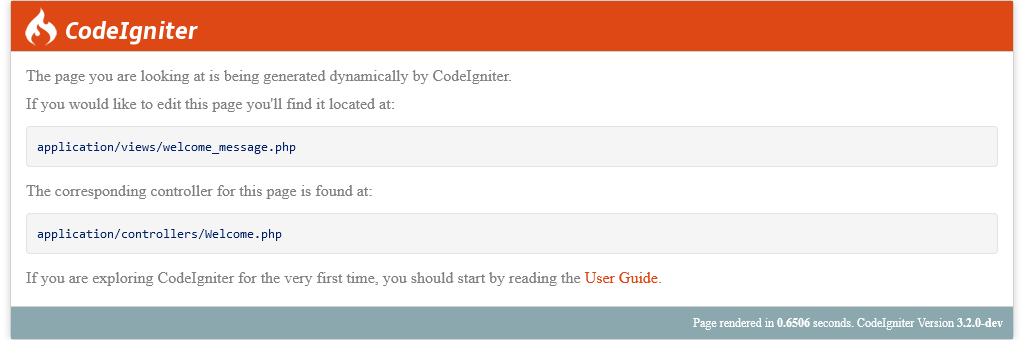 CodeIgniter
The page you are looking at is being generated dynamically by CodeIgniter.
If you would like to edit this page you'll find it located at:
application/views/welcome_message.php
The corresponding controller for this page is found at:
application/controllers/Welcome.php
If you are exploring CodeIgniter for the very first time, you should start by reading the User Guide.
Page rendered in 0.6506 seconds. CodeIgniter Version 3.2.0-dev